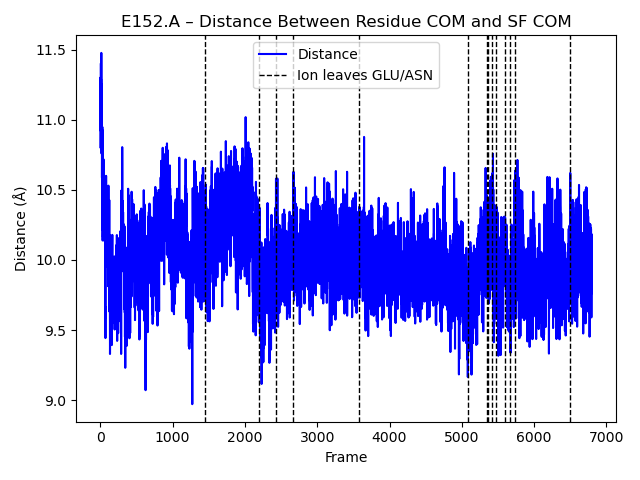 E152.A – Distance Between Residue COM and SF COM
Distance
Ion leaves GLU/ASN
Distance (Å)
11.5
11.0
10.5
10.0
9.5
9.0
0 1000 2000 3000 4000 5000 6000 7000
Frame